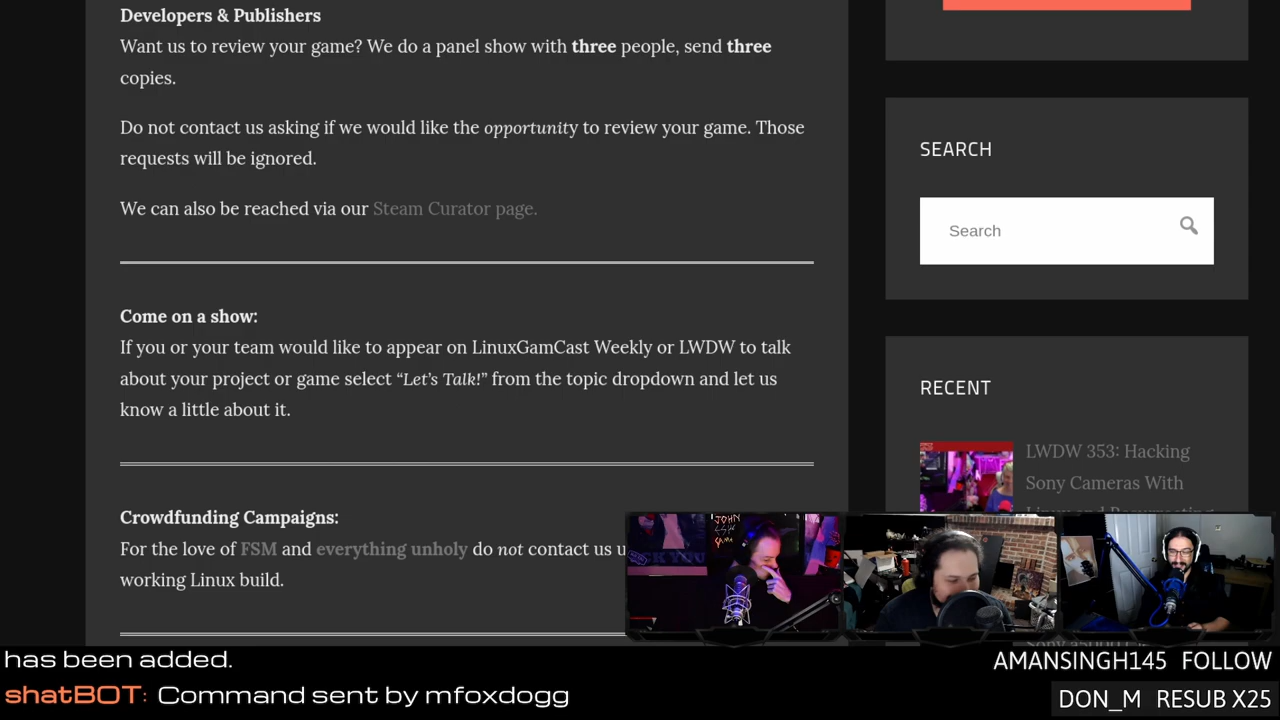 Developers & Publishers
Want us to review your game? We do a panel show with three people, send three
copies.
Do not contact us asking if we would like the opportunity to review your game. Those
requests will be ignored.
We can also be reached via our Steam Curator page.
Come on a show:
If you or your team would like to appear on LinuxGamCast Weekly or LWDW to talk
about your project or game select “Let’s Talk!” from the topic dropdown and let us
know a little about it.
Crowdfunding Campaigns:
For the love of FSM and everything unholy do not contact us
working Linux build.
SEARCH
Search
RECENT
LWDW 353: Hacking
Sony Cameras With
JOHN
has been added.
shatBOT: Command sent by mfoxdogg
AMANSINGH145 FOLLOW
DON_M RESUB X25